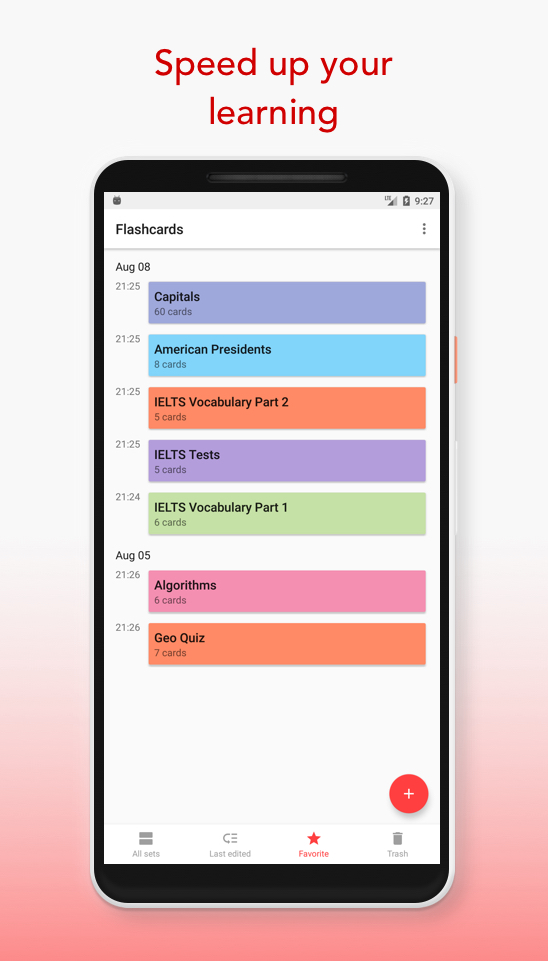 Speed up your
learning
LTE 9:27
Flashcards
Aug 08
21:25
Capitals
60 cards
21:25
American Presidents
8 cards
21:25
IELTS Vocabulary Part 2
5 cards
21:25
IELTS Tests
5 cards
21:24
IELTS Vocabulary Part 1
6 cards
Aug 05
21:26
Algorithms
6 cards
21:26
Geo Quiz
7 cards
+
All sets
Last edited
Favorite
Trash